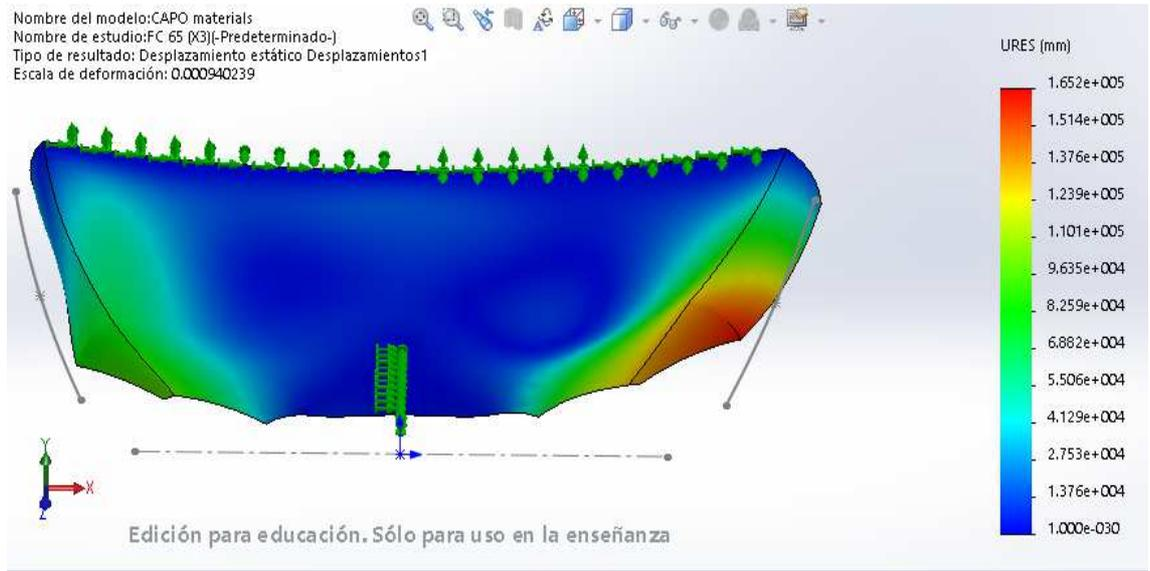 Nombre del modelo:CAPO materials
Nombre de estudio:FC 65 (X3)(-Predeterminado-)
Tipo de resultado: Desplazamiento estático Desplazamientos1
Escala de deformación: 0.000940239
URES (mm)
1.652e+005
1.514e+005
1.376e+005
1.239e+005
1.101e+005
9.635e+004
8.259e+004
6.882e+004
5.506e+004
4.129e+004
2.753e+004
1.376e+004
1.000e-030
Y
X
Z
Edición para educación. Sólo para uso en la enseñanza